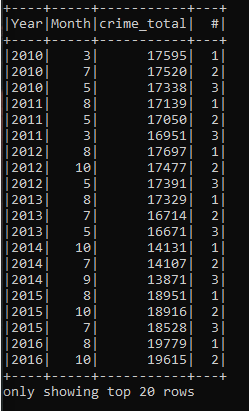 +----+-----+-----------+---+
|Year|Month|crime_total|  #|
+----+-----+-----------+---+
|2010|    3|      17595|  1|
|2010|    7|      17520|  2|
|2010|    5|      17338|  3|
|2011|    8|      17139|  1|
|2011|    5|      17050|  2|
|2011|    3|      16951|  3|
|2012|    8|      17697|  1|
|2012|   10|      17477|  2|
|2012|    5|      17391|  3|
|2013|    8|      17329|  1|
|2013|    7|      16714|  2|
|2013|    5|      16671|  3|
|2014|   10|      14131|  1|
|2014|    7|      14107|  2|
|2014|    9|      13871|  3|
|2015|    8|      18951|  1|
|2015|   10|      18916|  2|
|2015|    7|      18528|  3|
|2016|    8|      19779|  1|
|2016|   10|      19615|  2|
+----+-----+-----------+---+
only showing top 20 rows